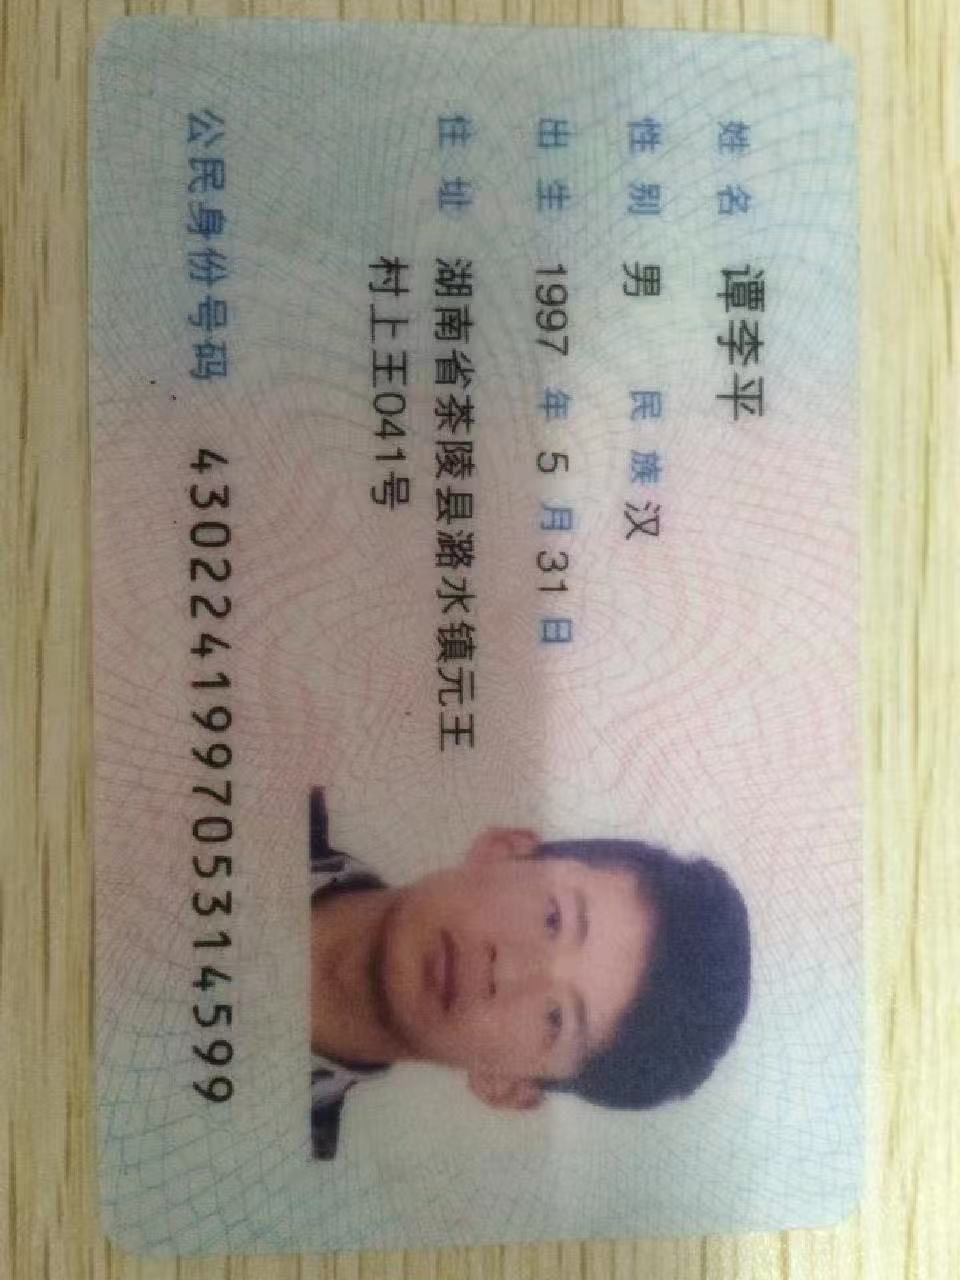 姓名 谭李平
性别 男 民族 汉
出生 1997 年 5 月 31 日
住址 湖南省茶陵县潞水镇元王
村上王041号
公民身份号码 430224199705314599